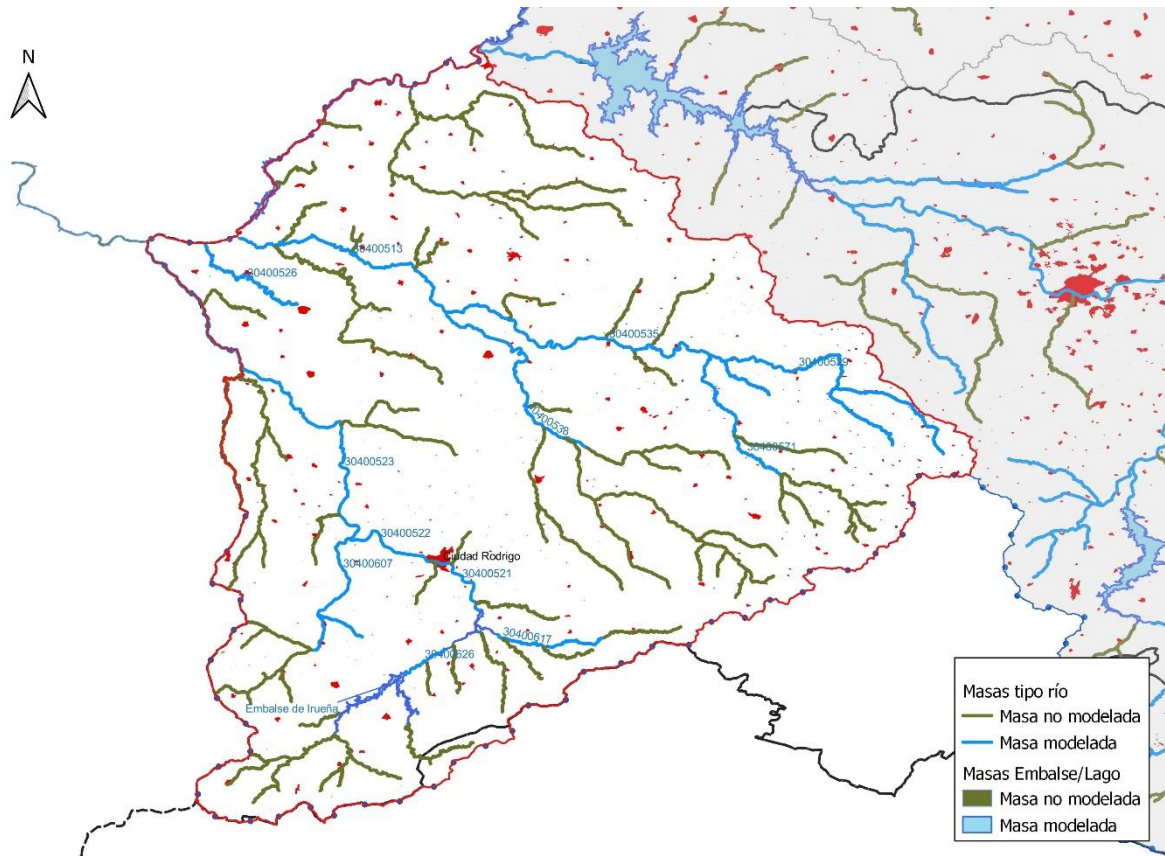 N
30400513
30400526
30400535
30400529
30400538
30400571
30400523
30400522
Ciudad Rodrigo
30400607
30400521
30400617
30400626
Embalse de Irueña
Masas tipo río
Masa no modelada
Masa modelada
Masas Embalse/Lago
Masa no modelada
Masa modelada